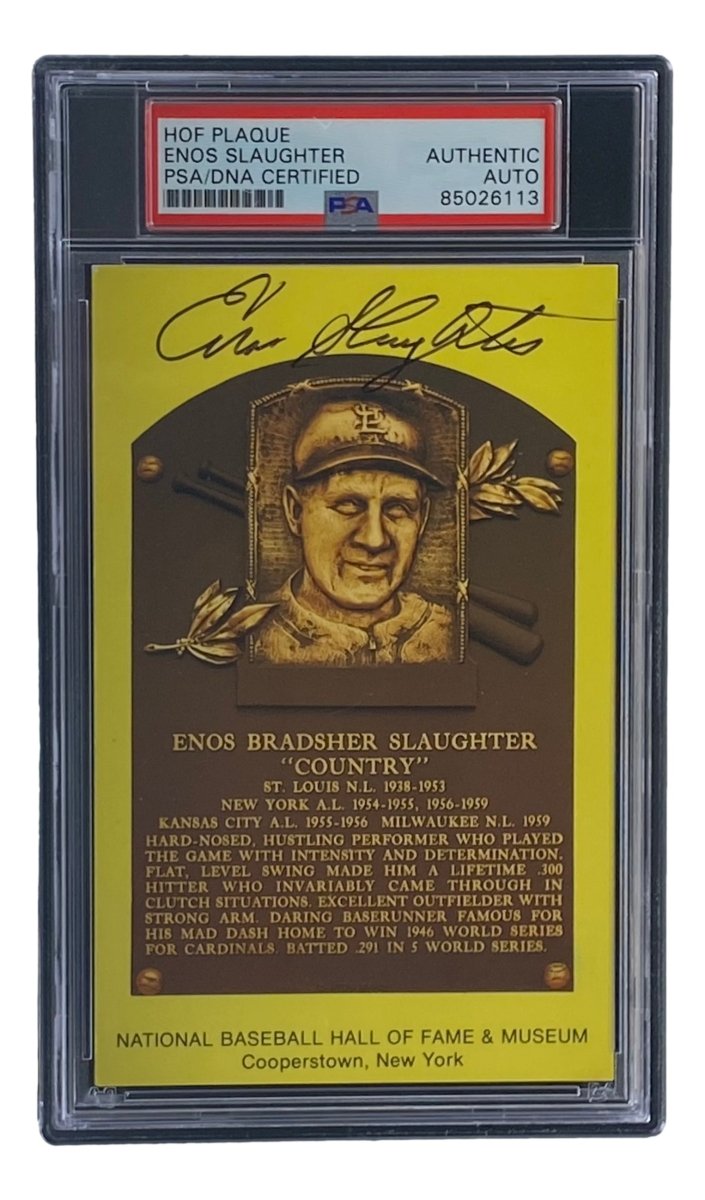 HOF PLAQUE
ENOS SLAUGHTER AUTHENTIC
PSA/DNA CERTIFIED AUTO
PSA 85026113
Enos Slaughter
STL
ENOS BRADSHER SLAUGHTER
"COUNTRY"
ST. LOUIS N.L. 1938-1953
NEW YORK A.L. 1954-1955, 1956-1959
KANSAS CITY A.L. 1955-1956 MILWAUKEE N.L. 1959
HARD-NOSED, HUSTLING PERFORMER WHO PLAYED
THE GAME WITH INTENSITY AND DETERMINATION.
FLAT, LEVEL SWING MADE HIM A LIFETIME .300
HITTER WHO INVARIABLY CAME THROUGH IN
CLUTCH SITUATIONS. EXCELLENT OUTFIELDER WITH
STRONG ARM. DARING BASERUNNER FAMOUS FOR
HIS MAD DASH HOME TO WIN 1946 WORLD SERIES
FOR CARDINALS. BATTED .291 IN 5 WORLD SERIES.
NATIONAL BASEBALL HALL OF FAME & MUSEUM
Cooperstown, New York